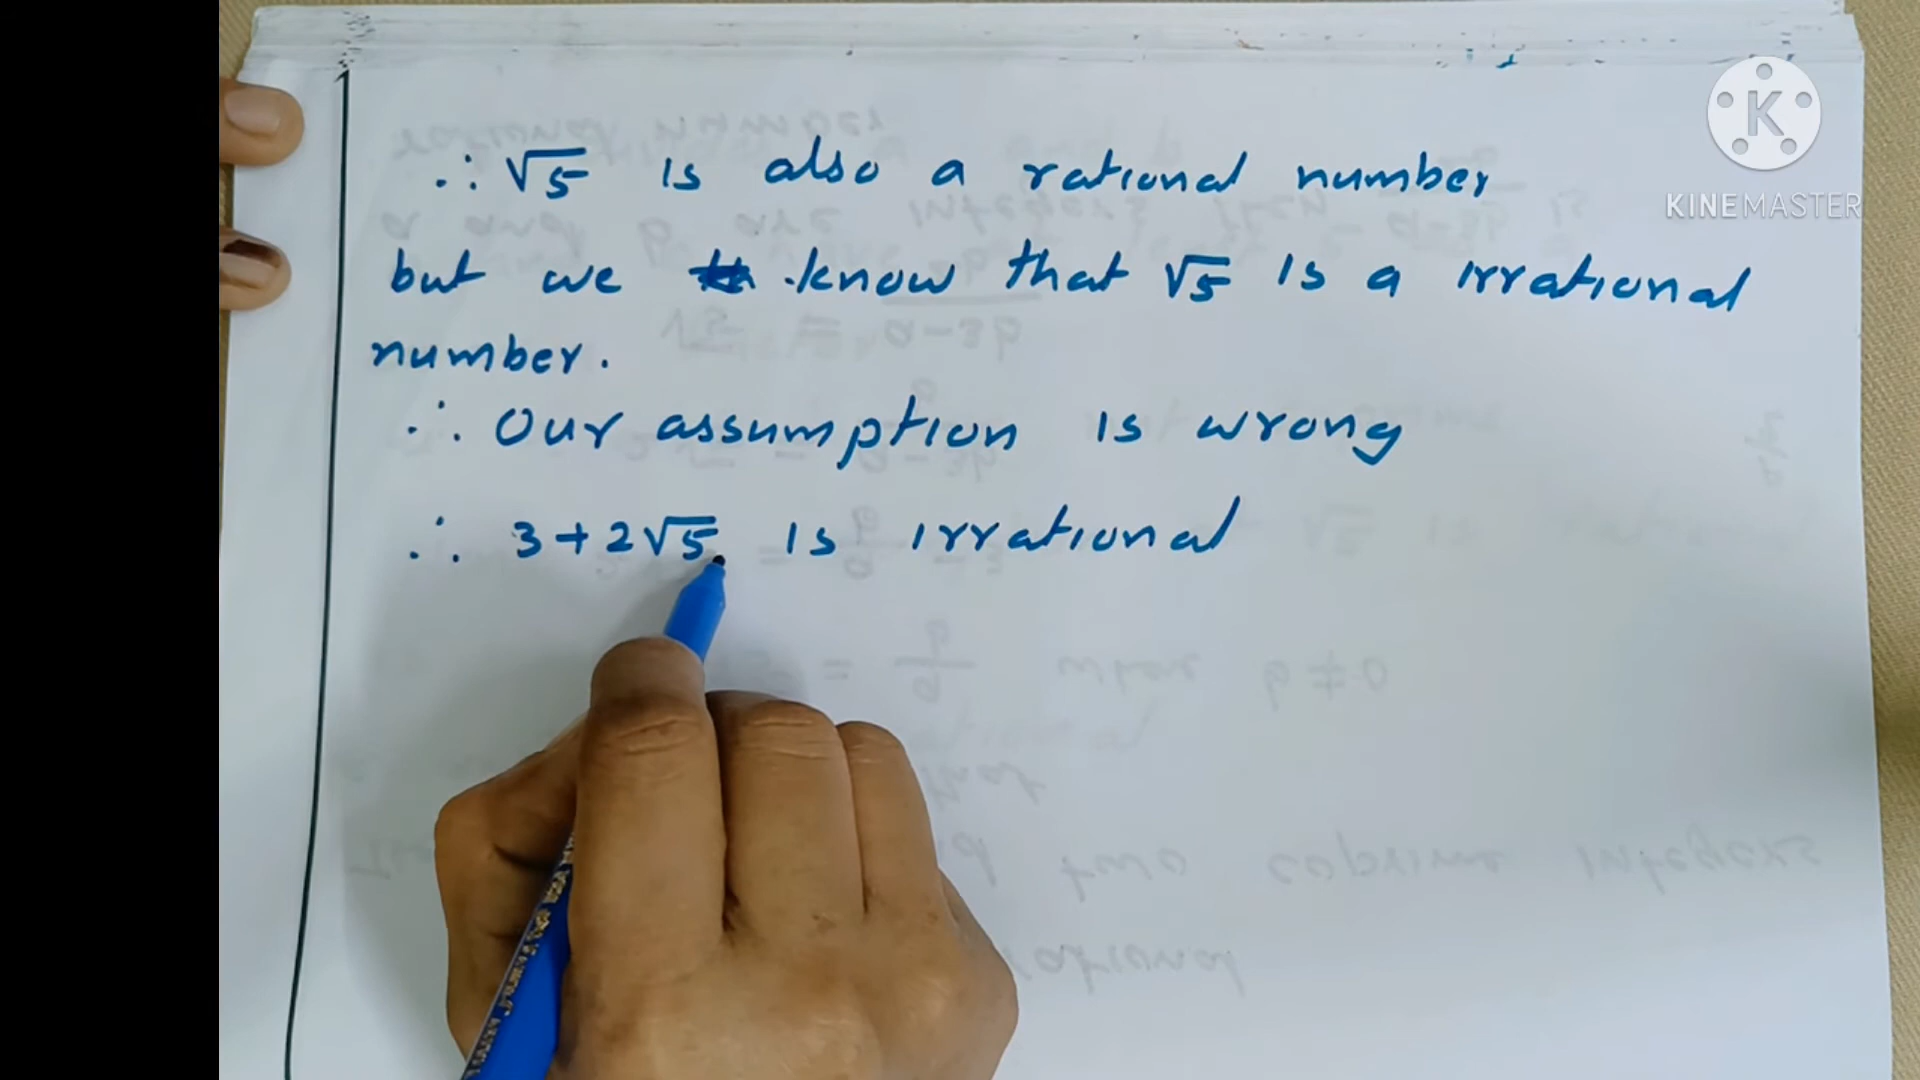 ∴ √5 is also a rational number
but we know that √5 is a irrational
number.
∴ Our assumption is wrong
∴ 3+2√5 is irrational
K
KINEMASTER